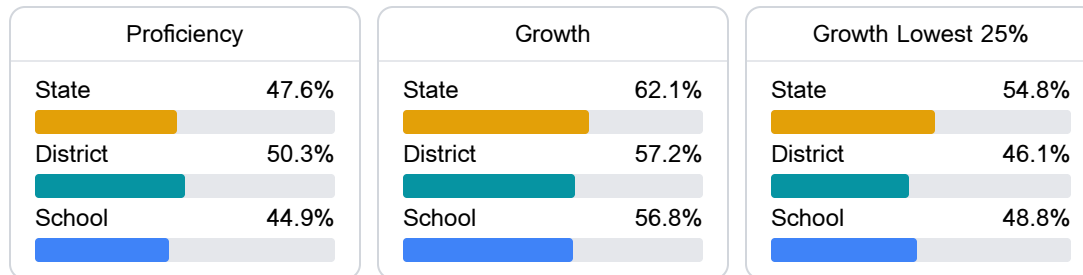 Proficiency
State 47.6%
District 50.3%
School 44.9%
Growth
State 62.1%
District 57.2%
School 56.8%
Growth Lowest 25%
State 54.8%
District 46.1%
School 48.8%